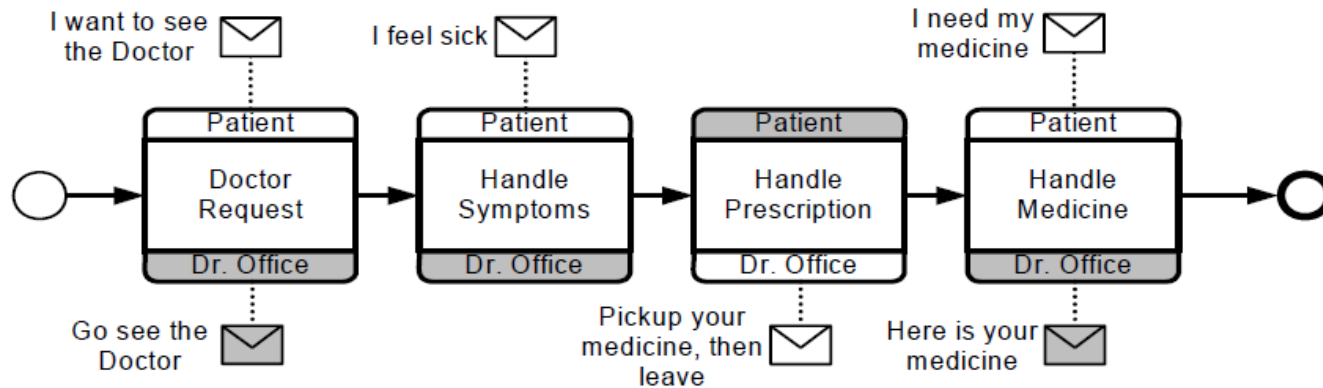 I want to see
the Doctor
I feel sick
I need my
medicine
Patient
Patient
Patient
Patient
Doctor
Request
Handle
Symptoms
Handle
Prescription
Handle
Medicine
Dr. Office
Dr. Office
Dr. Office
Dr. Office
Go see the
Doctor
Pickup your
medicine, then
leave
Here is your
medicine